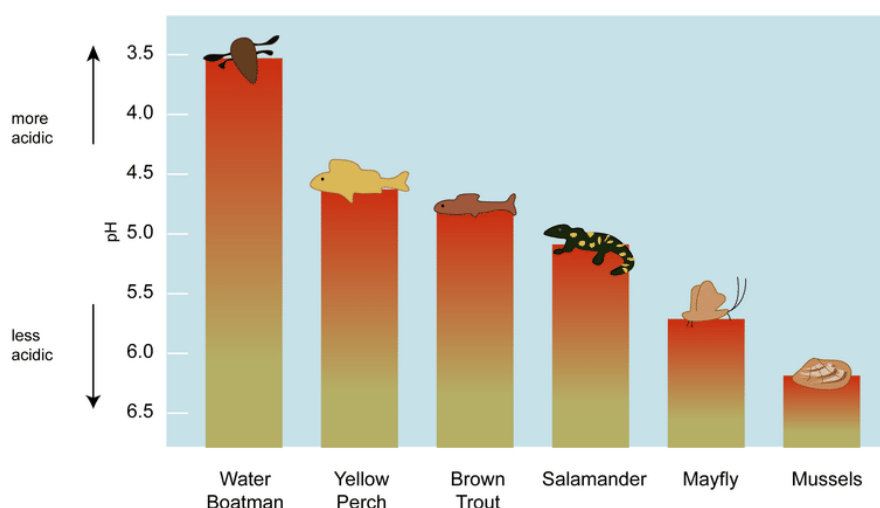 3.5
more
acidic
4.0
4.5
pH
5.0
5.5
less
acidic
6.0
6.5
Water
Boatman
Yellow
Perch
Brown
Trout
Salamander
Mayfly
Mussels